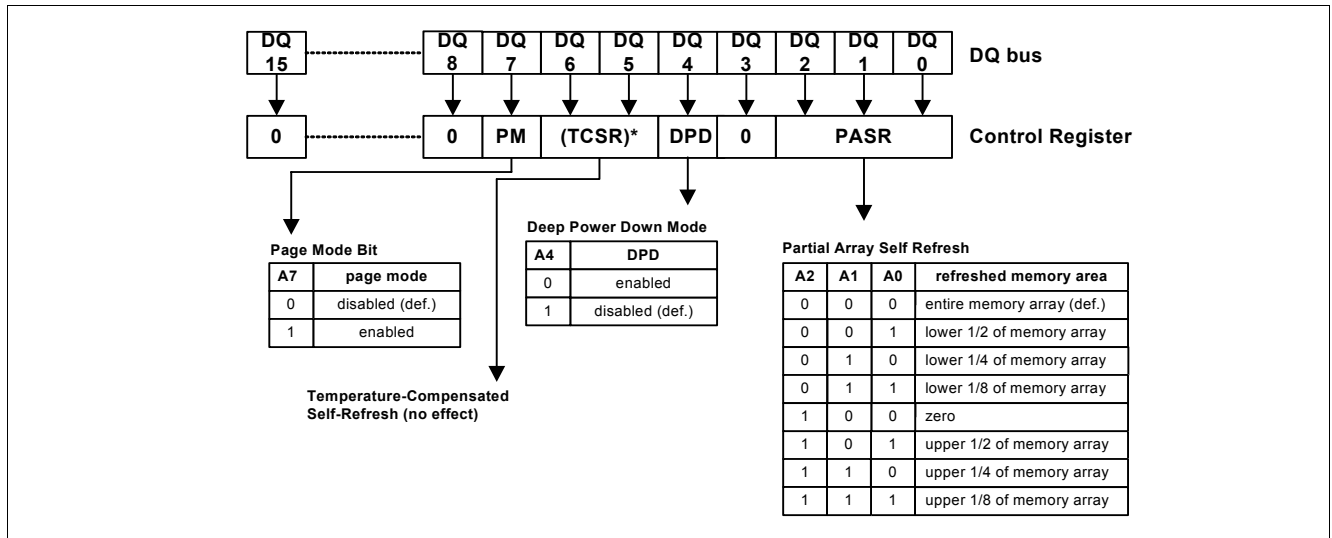 DQ 15 DQ 8 DQ 7 DQ 6 DQ 5 DQ 4 DQ 3 DQ 2 DQ 1 DQ 0 DQ bus
0 0 PM (TCSR)* DPD 0 PASR Control Register
Page Mode Bit
A7 page mode
0 disabled (def.)
1 enabled
Temperature-Compensated
Self-Refresh (no effect)
Deep Power Down Mode
A4 DPD
0 enabled
1 disabled (def.)
Partial Array Self Refresh
A2 A1 A0 refreshed memory area
0 0 0 entire memory array (def.)
0 0 1 lower 1/2 of memory array
0 1 0 lower 1/4 of memory array
0 1 1 lower 1/8 of memory array
1 0 0 zero
1 0 1 upper 1/2 of memory array
1 1 0 upper 1/4 of memory array
1 1 1 upper 1/8 of memory array